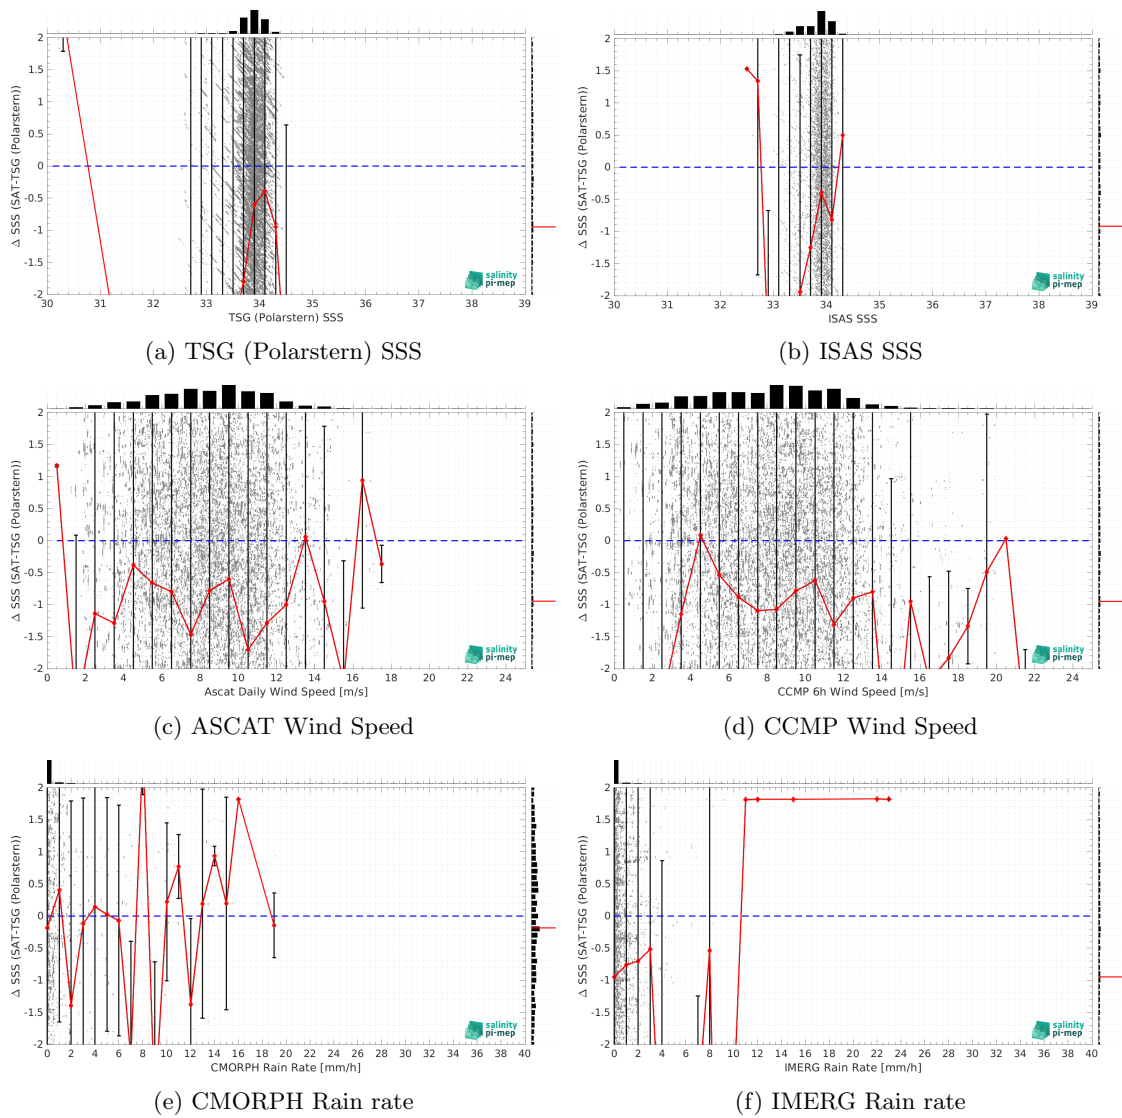 2
1.5
1
0.5
0
-0.5
-1
-1.5
-2
Δ SSS (SAT-TSG (Polarstern))
30 31 32 33 34 35 36 37 38 39
TSG (Polarstern) SSS
salinity
pi-mep
(a) TSG (Polarstern) SSS
2
1.5
1
0.5
0
-0.5
-1
-1.5
-2
Δ SSS (SAT-TSG (Polarstern))
30 31 32 33 34 35 36 37 38 39
ISAS SSS
salinity
pi-mep
(b) ISAS SSS
2
1.5
1
0.5
0
-0.5
-1
-1.5
-2
Δ SSS (SAT-TSG (Polarstern))
0 2 4 6 8 10 12 14 16 18 20 22 24
Ascat Daily Wind Speed [m/s]
salinity
pi-mep
(c) ASCAT Wind Speed
2
1.5
1
0.5
0
-0.5
-1
-1.5
-2
Δ SSS (SAT-TSG (Polarstern))
0 2 4 6 8 10 12 14 16 18 20 22 24
CCMP 6h Wind Speed [m/s]
salinity
pi-mep
(d) CCMP Wind Speed
2
1.5
1
0.5
0
-0.5
-1
-1.5
-2
Δ SSS (SAT-TSG (Polarstern))
0 2 4 6 8 10 12 14 16 18 20 22 24 26 28 30 32 34 36 38 40
CMORPH Rain Rate [mm/h]
salinity
pi-mep
(e) CMORPH Rain rate
2
1.5
1
0.5
0
-0.5
-1
-1.5
-2
Δ SSS (SAT-TSG (Polarstern))
0 2 4 6 8 10 12 14 16 18 20 22 24 26 28 30 32 34 36 38 40
IMERG Rain Rate [mm/h]
salinity
pi-mep
(f) IMERG Rain rate